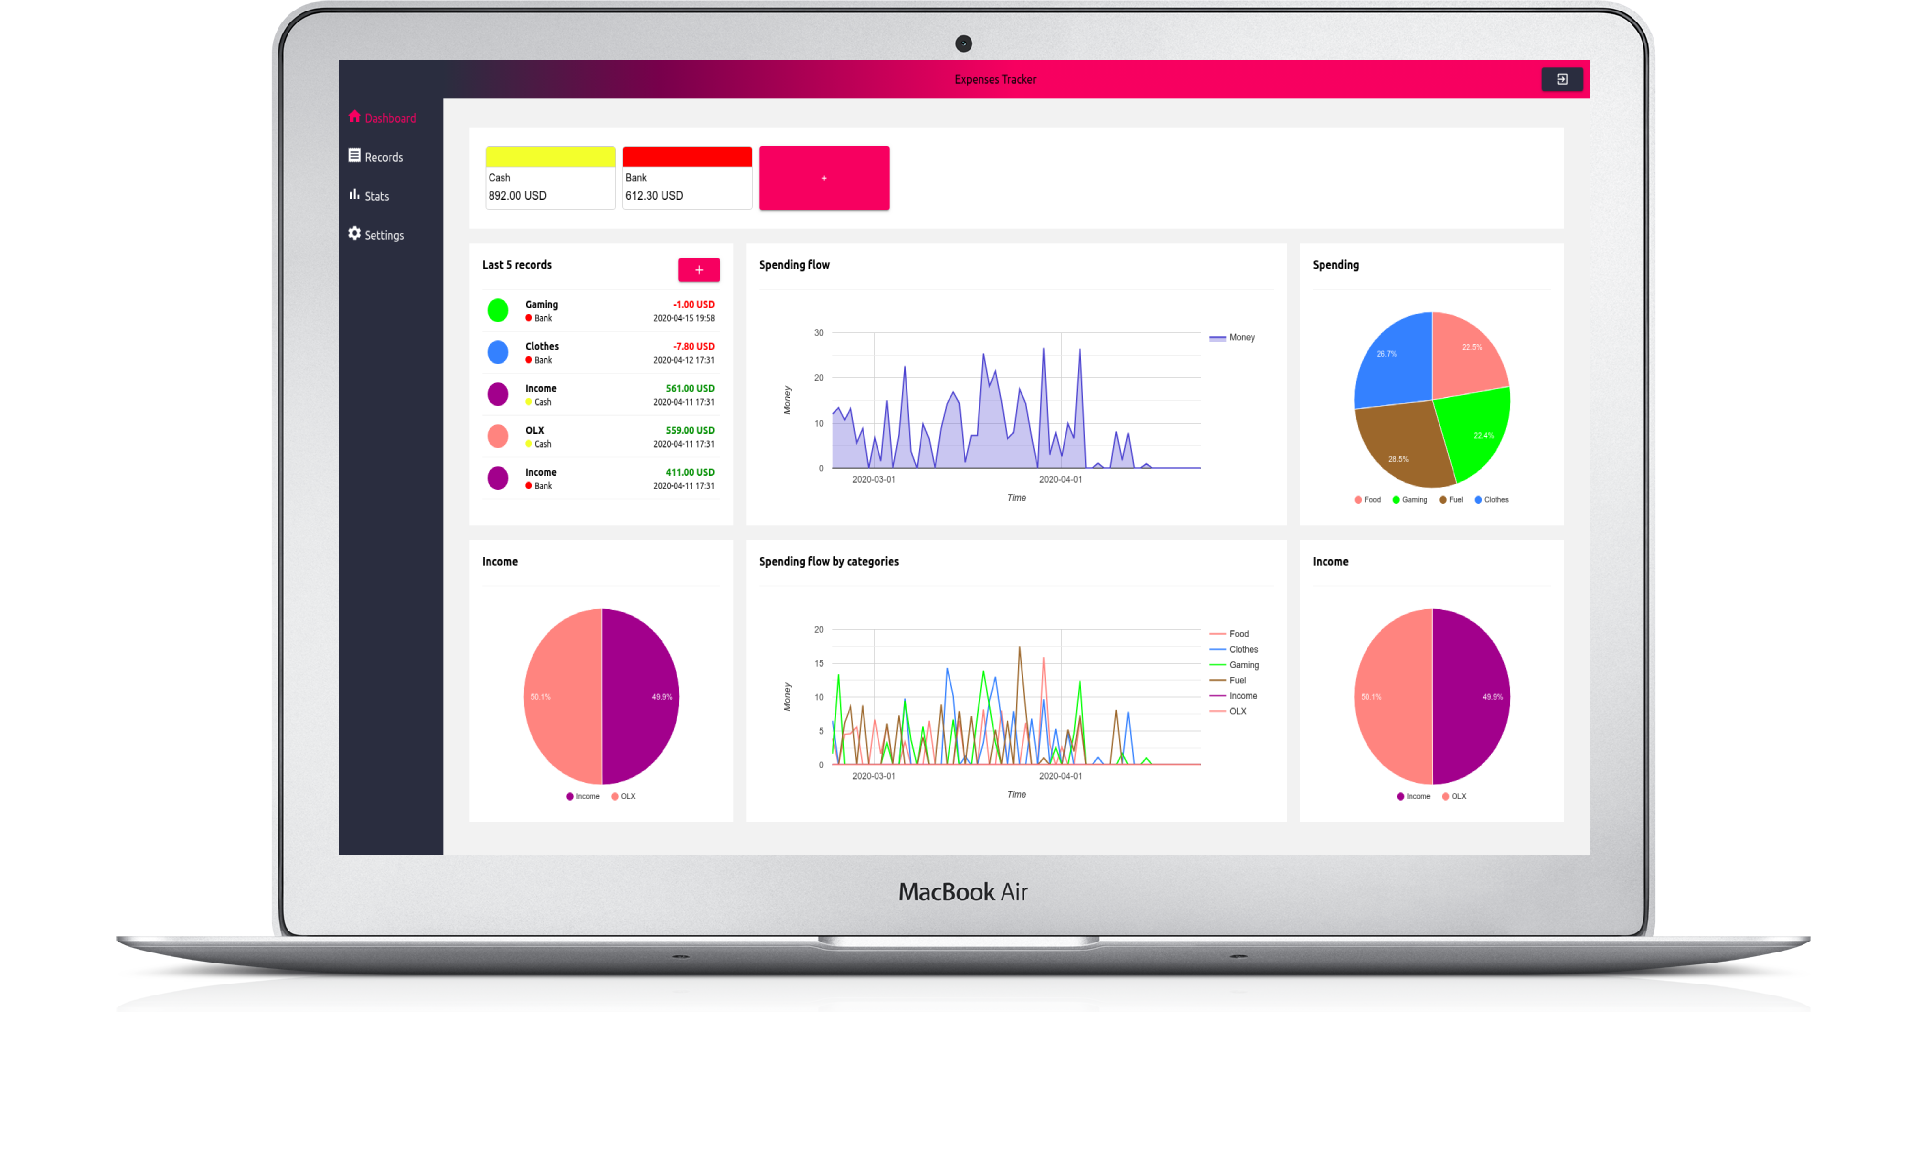 Expenses Tracker
Dashboard
Records
Stats
Settings
Cash
892.00 USD
Bank
612.30 USD
+
Last 5 records
+
Gaming
-1.00 USD
Bank
2020-04-15 19:58
Clothes
-7.80 USD
Bank
2020-04-12 17:31
Income
561.00 USD
Cash
2020-04-11 17:31
OLX
559.00 USD
Cash
2020-04-11 17:31
Income
411.00 USD
Bank
2020-04-11 17:31
Spending flow
30
20
10
0
Money
2020-03-01
2020-04-01
Time
Money
Spending
26.7%
22.5%
22.4%
28.5%
Food
Gaming
Fuel
Clothes
Income
50.1%
49.9%
Income
OLX
Spending flow by categories
20
15
10
5
0
Money
2020-03-01
2020-04-01
Time
Food
Clothes
Gaming
Fuel
Income
OLX
Income
50.1%
49.9%
Income
OLX
MacBook Air